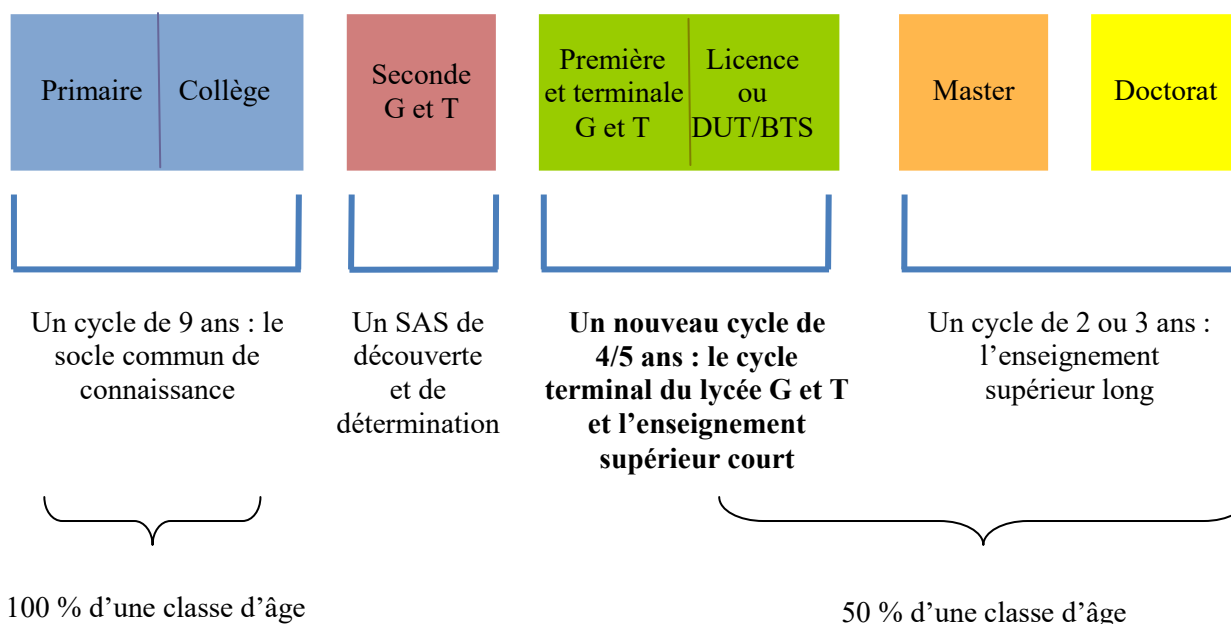 Primaire
Collège
Seconde
G et T
Première
et terminale
G et T
Licence
ou
DUT/BTS
Master
Doctorat
Un cycle de 9 ans : le
socle commun de
connaissance
Un SAS de
découverte
et de
détermination
Un nouveau cycle de
4/5 ans : le cycle
terminal du lycée G et T
et l’enseignement
supérieur court
Un cycle de 2 ou 3 ans :
l’enseignement
supérieur long
100 % d’une classe d’âge
50 % d’une classe d’âge